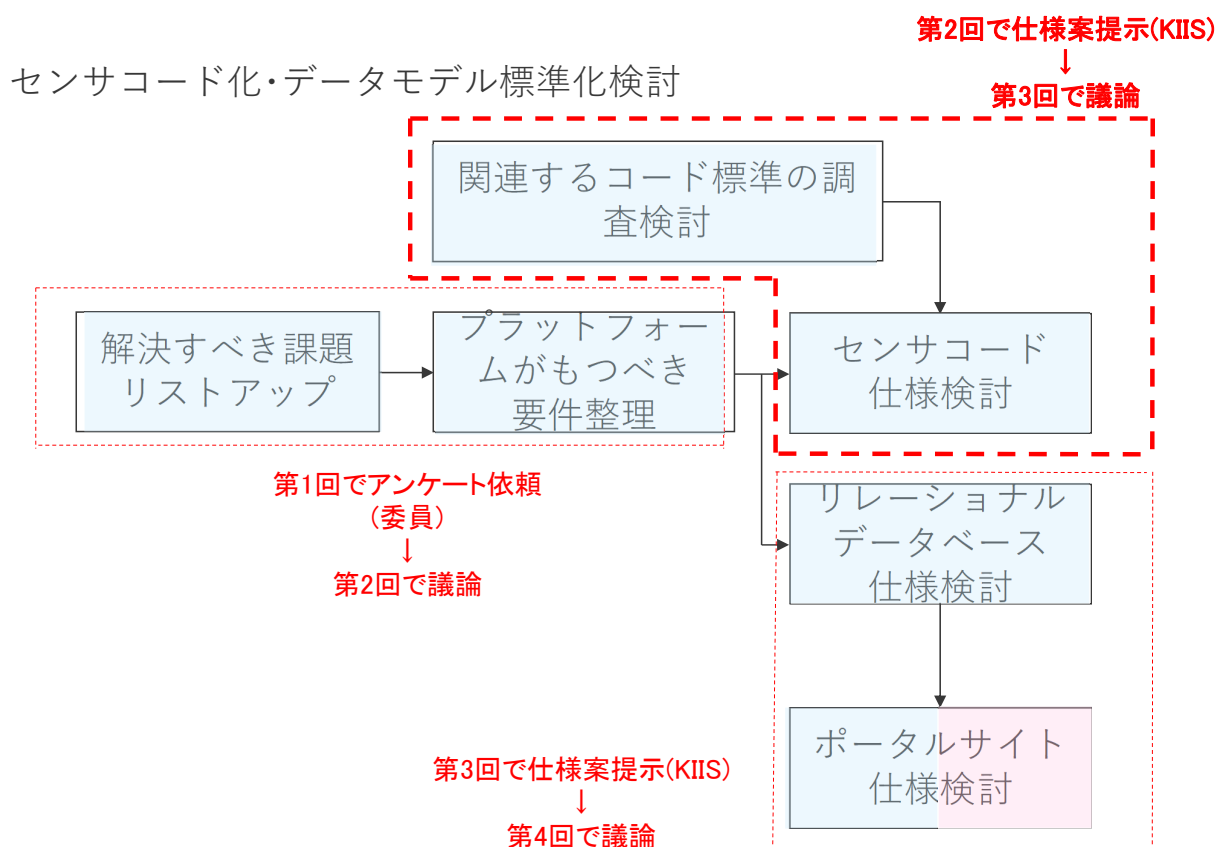 第2回で仕様案提示(KIIS)
↓
第3回で議論
センサコード化・データモデル標準化検討
関連するコード標準の調
査検討
解決すべき課題
リストアップ
プラットフォー
ムがもつべき
要件整理
センサコード
仕様検討
第1回でアンケート依頼
(委員)
↓
第2回で議論
リレーショナル
データベース
仕様検討
ポータルサイト
仕様検討
第3回で仕様案提示(KIIS)
↓
第4回で議論